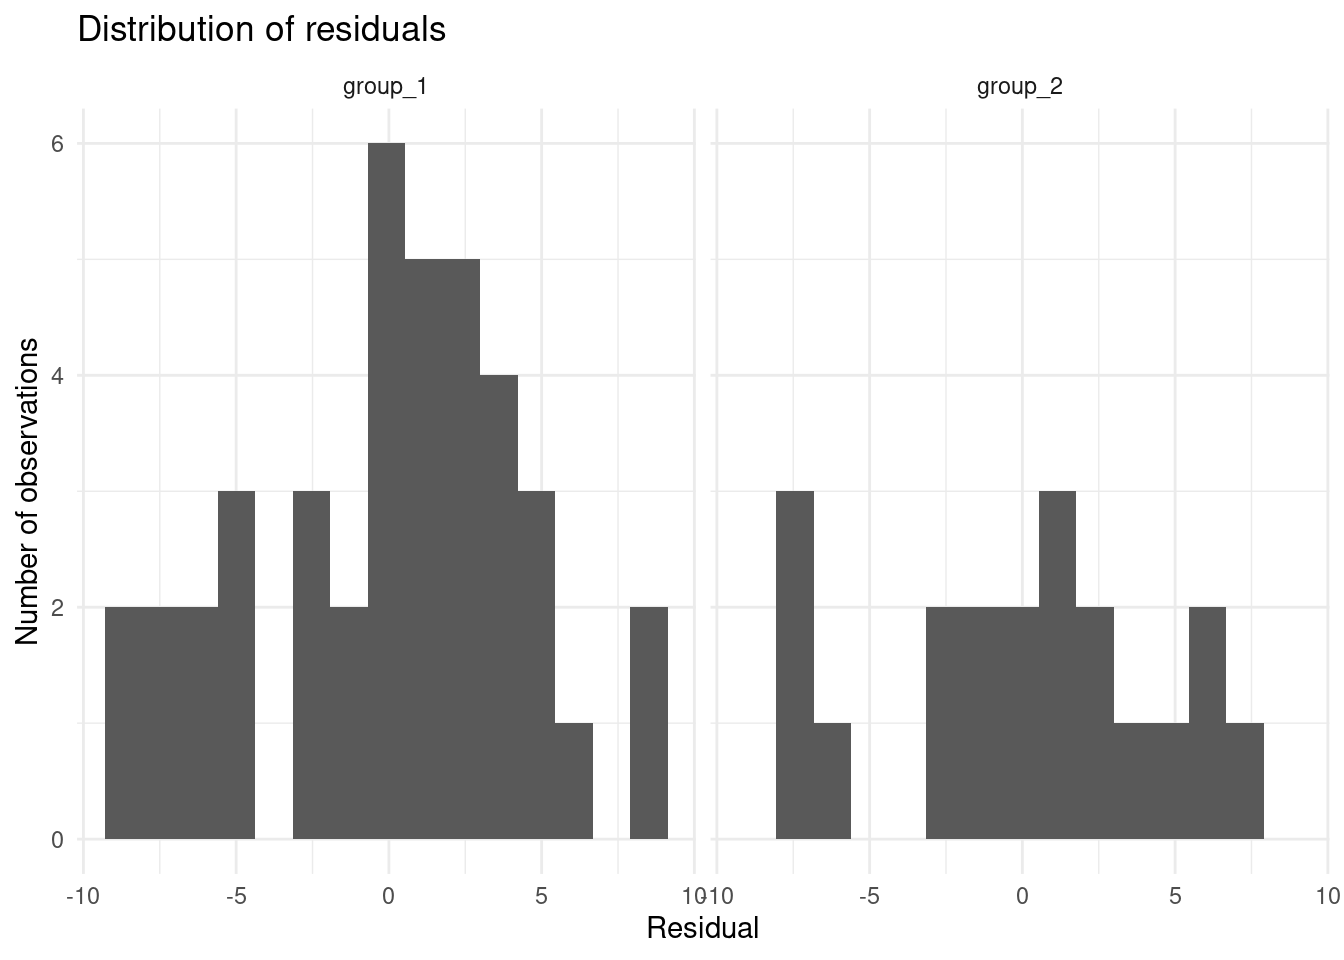 Distribution of residuals
group_1
group_2
Number of observations
6
4
2
0
-10
-5
0
5
10
-10
-5
0
5
10
Residual